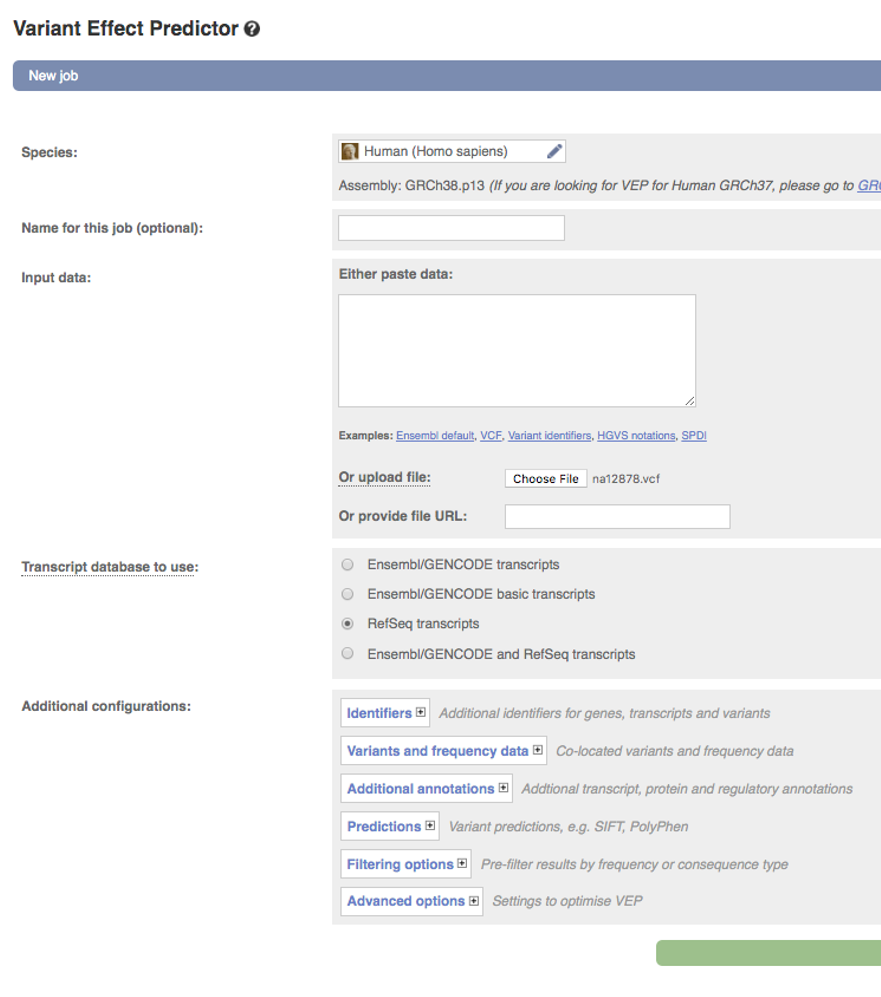 Variant Effect Predictor ?
New job
Species:
Human (Homo sapiens)
Assembly: GRCh38.p13 (If you are looking for VEP for Human GRCh37, please go to GR
Name for this job (optional):
Input data:
Either paste data:
Examples: Ensembl default, VCF, Variant identifiers, HGVS notations, SPDI
Or upload file:
Choose File na12878.vcf
Or provide file URL:
Transcript database to use:
Ensembl/GENCODE transcripts
Ensembl/GENCODE basic transcripts
RefSeq transcripts
Ensembl/GENCODE and RefSeq transcripts
Additional configurations:
Identifiers Additional identifiers for genes, transcripts and variants
Variants and frequency data Co-located variants and frequency data
Additional annotations Addtional transcript, protein and regulatory annotations
Predictions Variant predictions, e.g. SIFT, PolyPhen
Filtering options Pre-filter results by frequency or consequence type
Advanced options Settings to optimise VEP